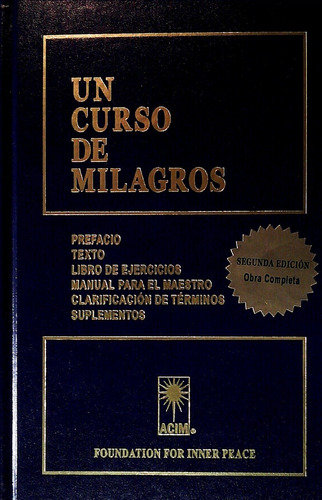 UN
CURSO
DE
MILAGROS
PREFACIO
TEXTO
LIBRO DE EJERCICIOS
MANUAL PARA EL MAESTRO
CLARIFICACIÓN DE TÉRMINOS
SUPLEMENTOS
SEGUNDA EDICIÓN
Obra Completa
ACIM®
FOUNDATION FOR INNER PEACE